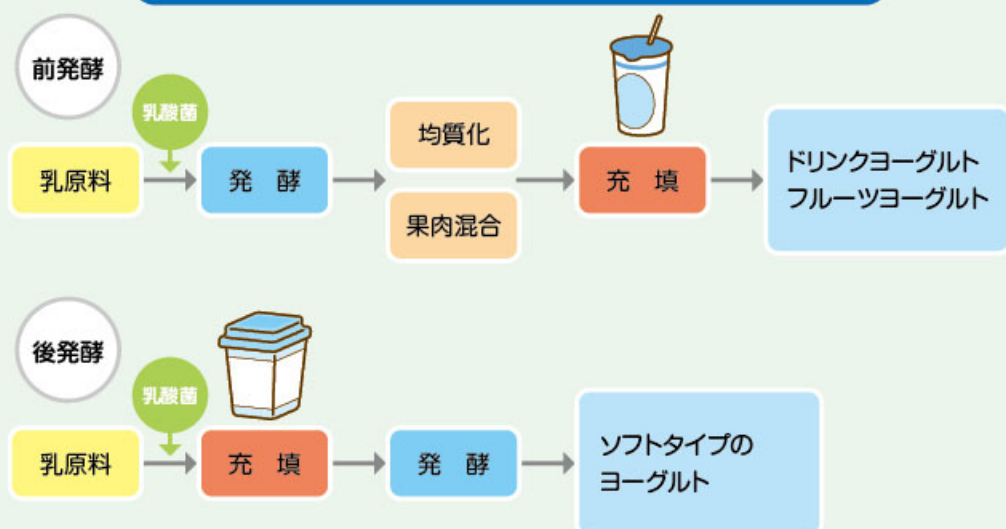 前発酵
乳酸菌
乳原料
発 酵
均質化
果肉混合
充 填
ドリンクヨーグルト
フルーツヨーグルト
後発酵
乳酸菌
乳原料
充 填
発 酵
ソフトタイプの
ヨーグルト